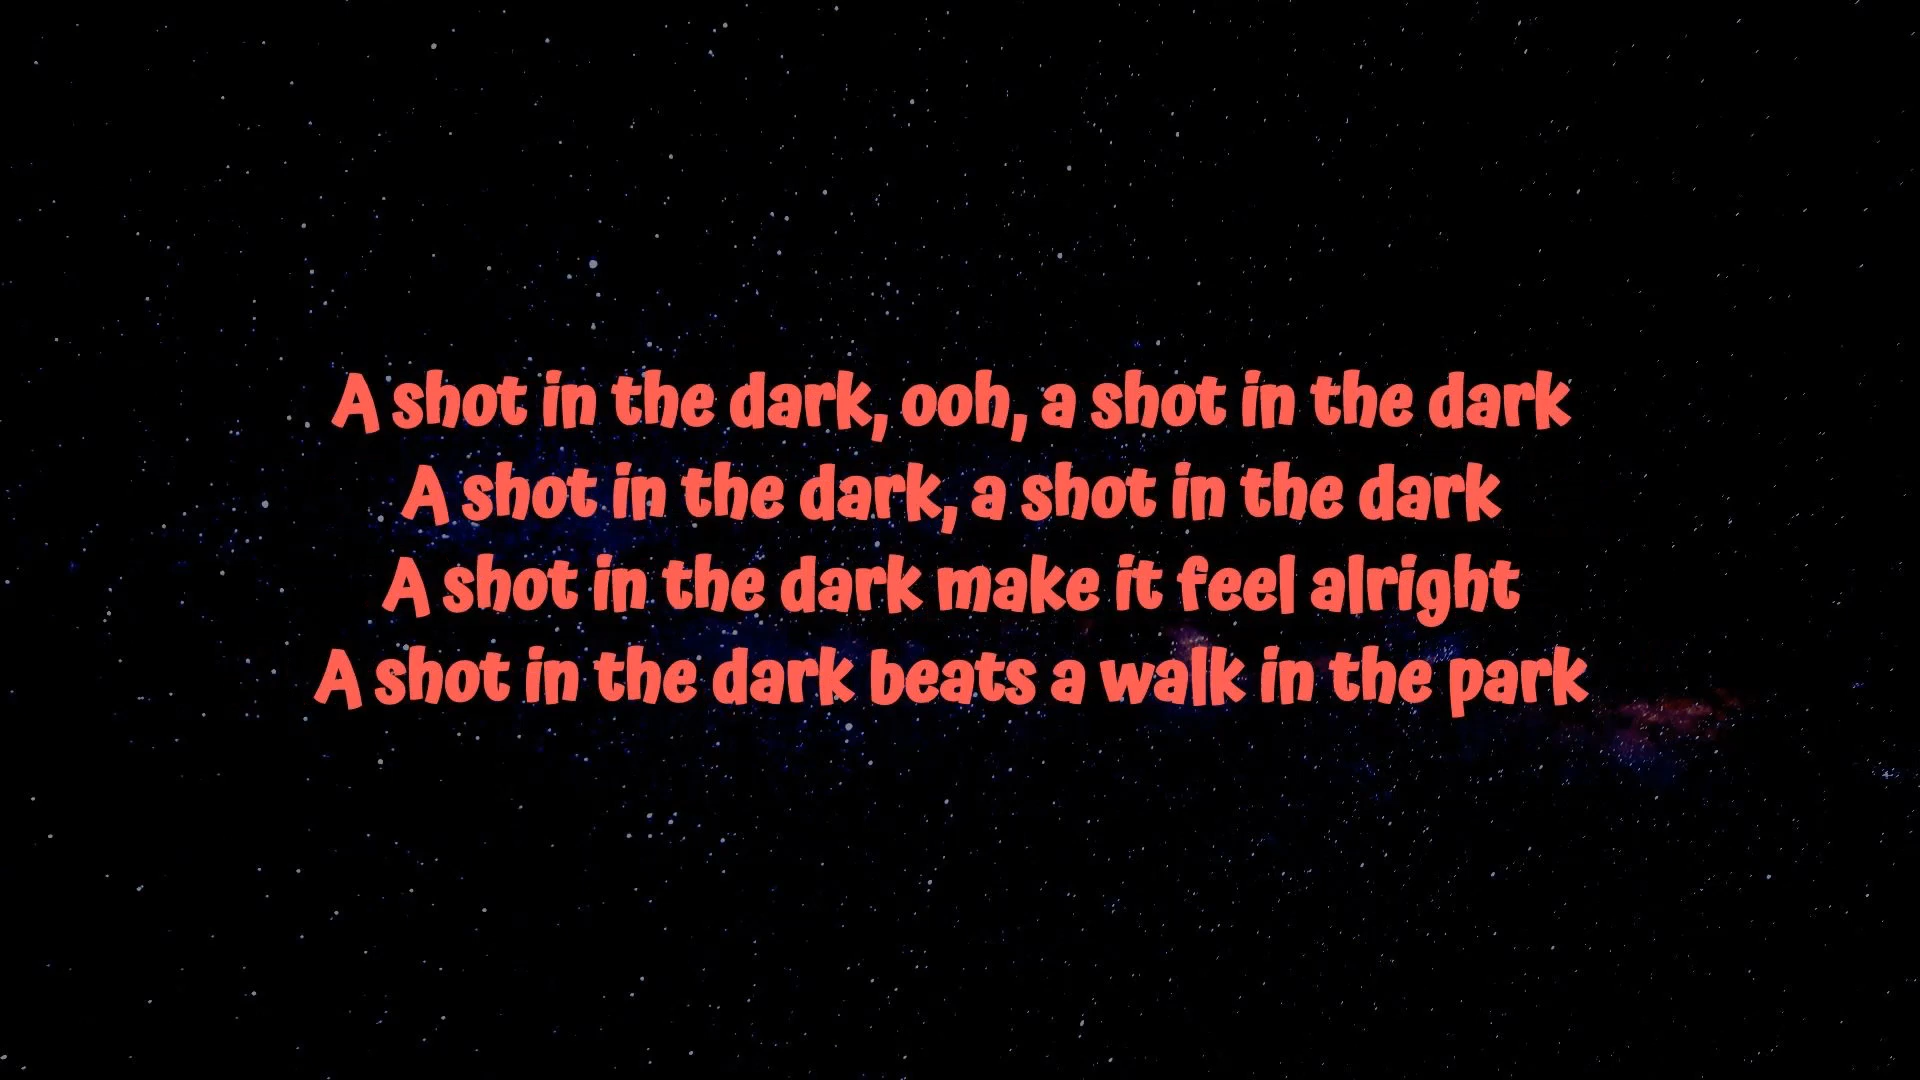 A shot in the dark, ooh, a shot in the dark
A shot in the dark, a shot in the dark
A shot in the dark make it feel alright
A shot in the dark beats a walk in the park